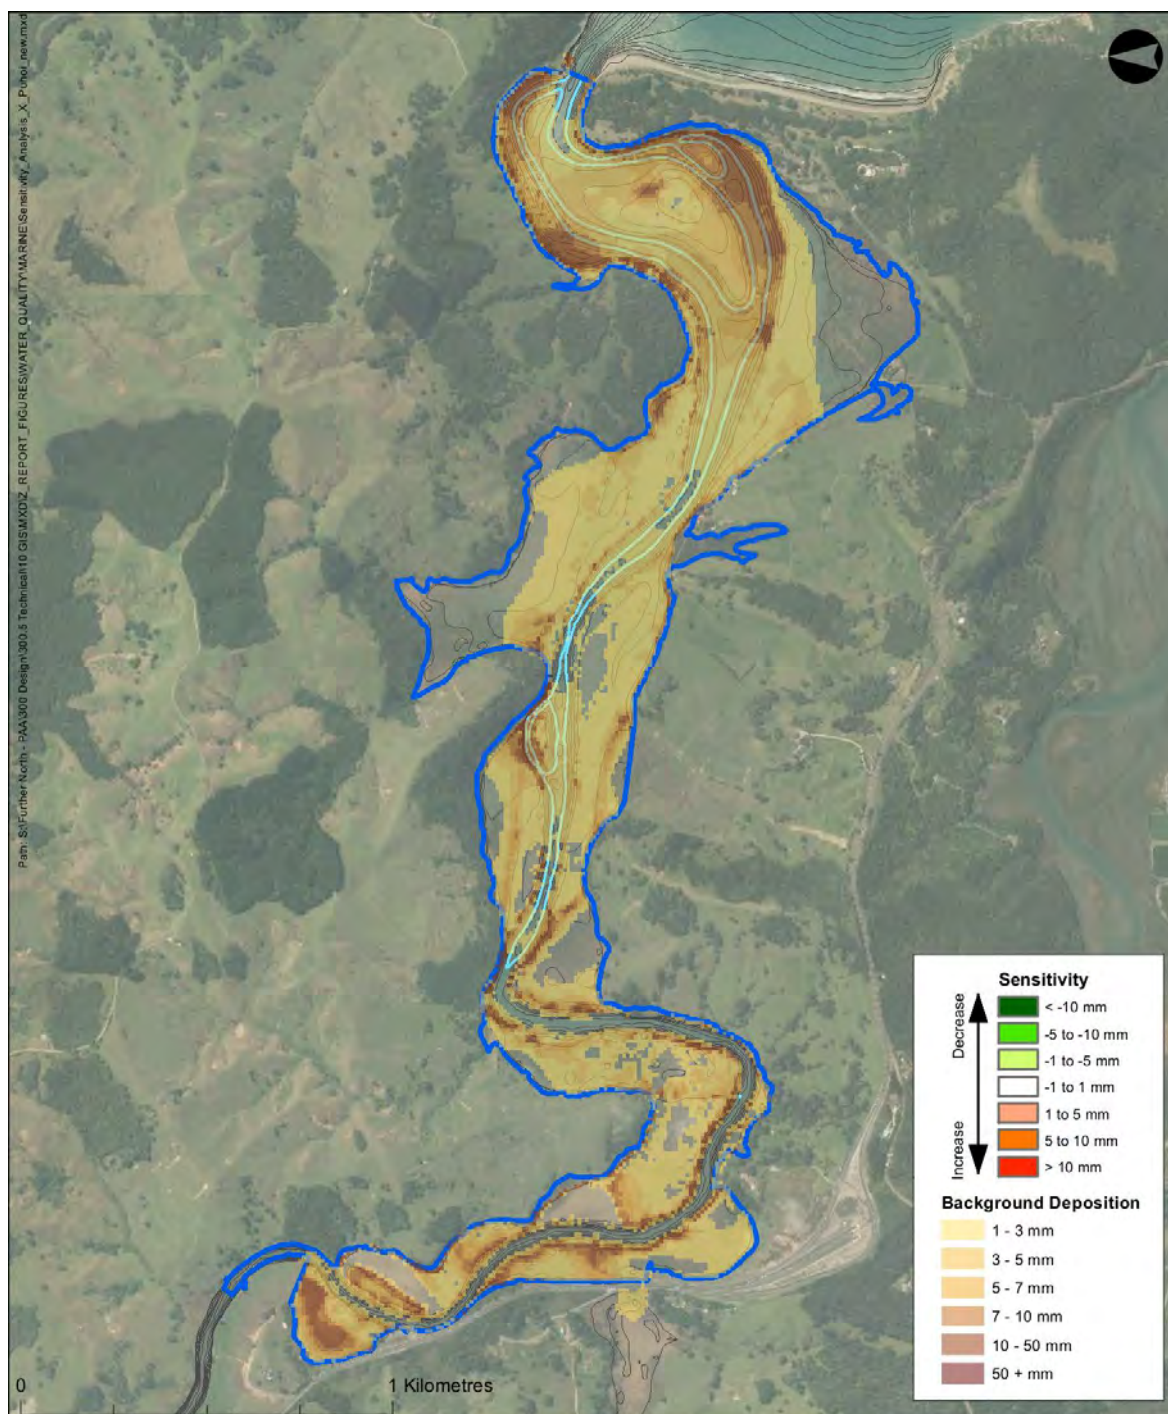 Path: S:\Further North - PAA\300 Design\300.5 Technical\10 GIS\MXD\Z_REPORT_FIGURES\WATER_QUALITY\MARINE\Sensitivity_Analysis_X_Puhoi_new.mxd
Sensitivity
Decrease
Increase
< -10 mm
-5 to -10 mm
-1 to -5 mm
-1 to 1 mm
1 to 5 mm
5 to 10 mm
> 10 mm
Background Deposition
1 - 3 mm
3 - 5 mm
5 - 7 mm
7 - 10 mm
10 - 50 mm
50 + mm
0
1 Kilometres